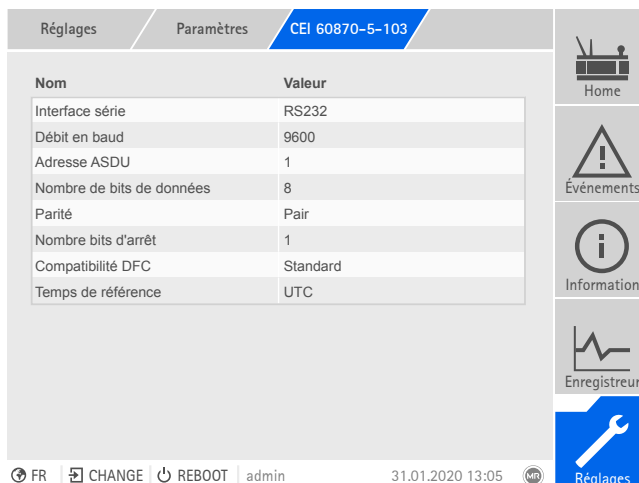 Réglages Paramètres CEI 60870-5-103
Nom Valeur
Interface série RS232
Débit en baud 9600
Adresse ASDU 1
Nombre de bits de données 8
Parité Pair
Nombre bits d'arrêt 1
Compatibilité DFC Standard
Temps de référence UTC
Home
Événements
Information
Enregistreur
Réglages
FR CHANGE REBOOT admin 31.01.2020 13:05 MR